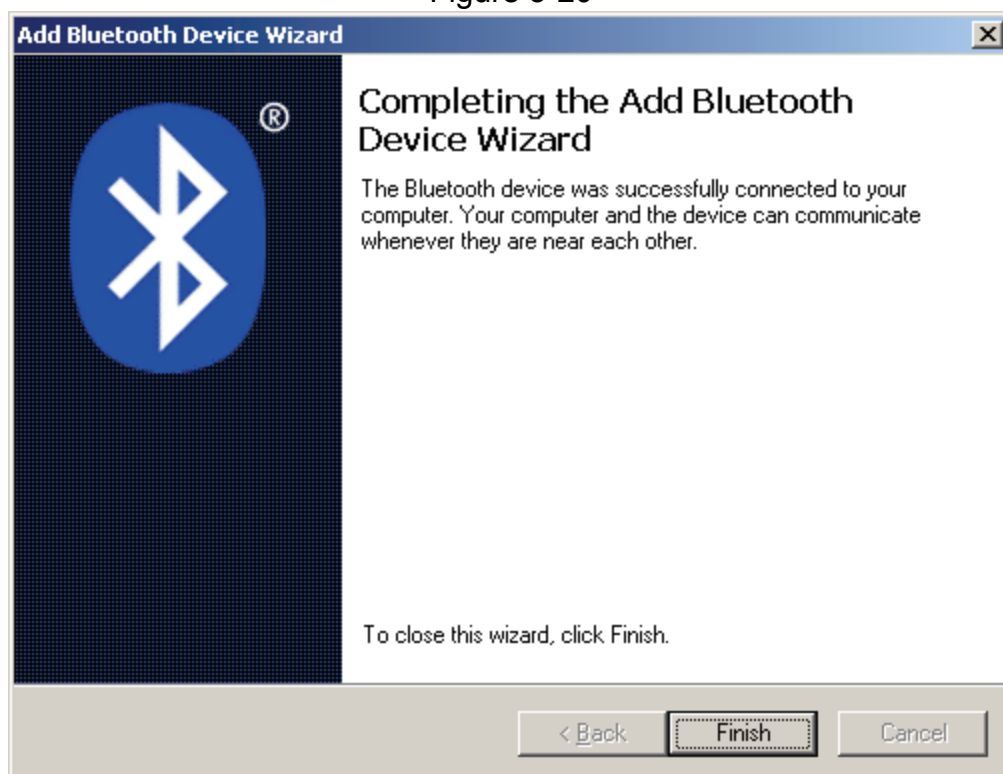 Add Bluetooth Device Wizard
®
Completing the Add Bluetooth
Device Wizard
The Bluetooth device was successfully connected to your
computer. Your computer and the device can communicate
whenever they are near each other.
To close this wizard, click Finish.
< Back
Finish
Cancel